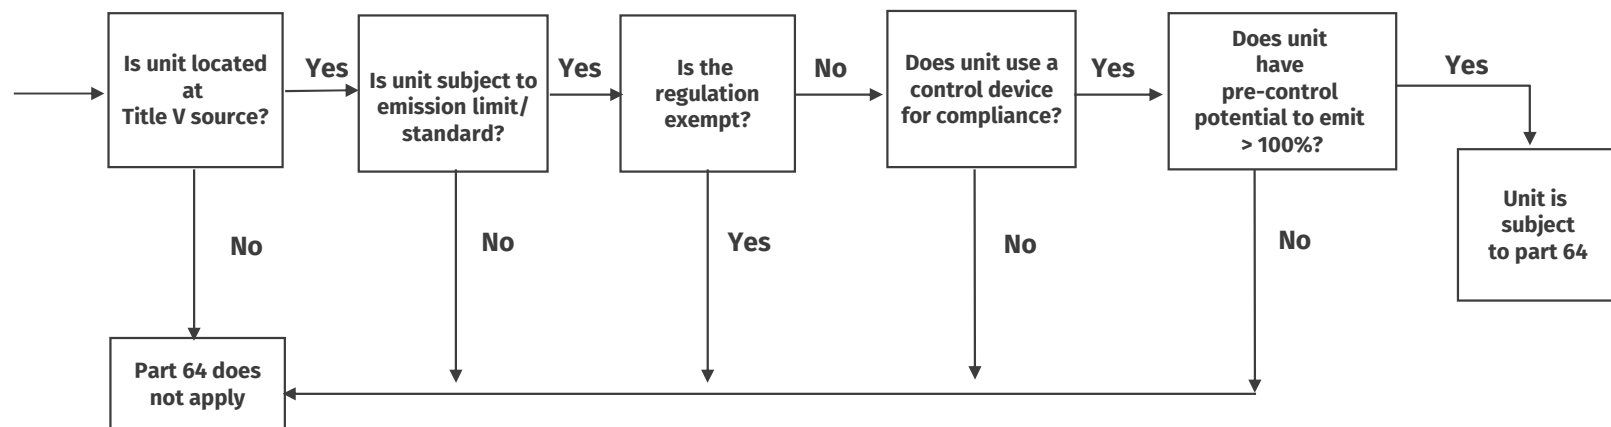 Is unit located
at
Title V source?
Yes
Is unit subject to
emission limit/
standard?
Yes
Is the
regulation
exempt?
No
Does unit use a
control device
for compliance?
Yes
Does unit
have
pre-control
potential to emit
> 100%?
Yes
Unit is
subject
to part 64
No
No
Yes
No
No
Part 64 does
not apply